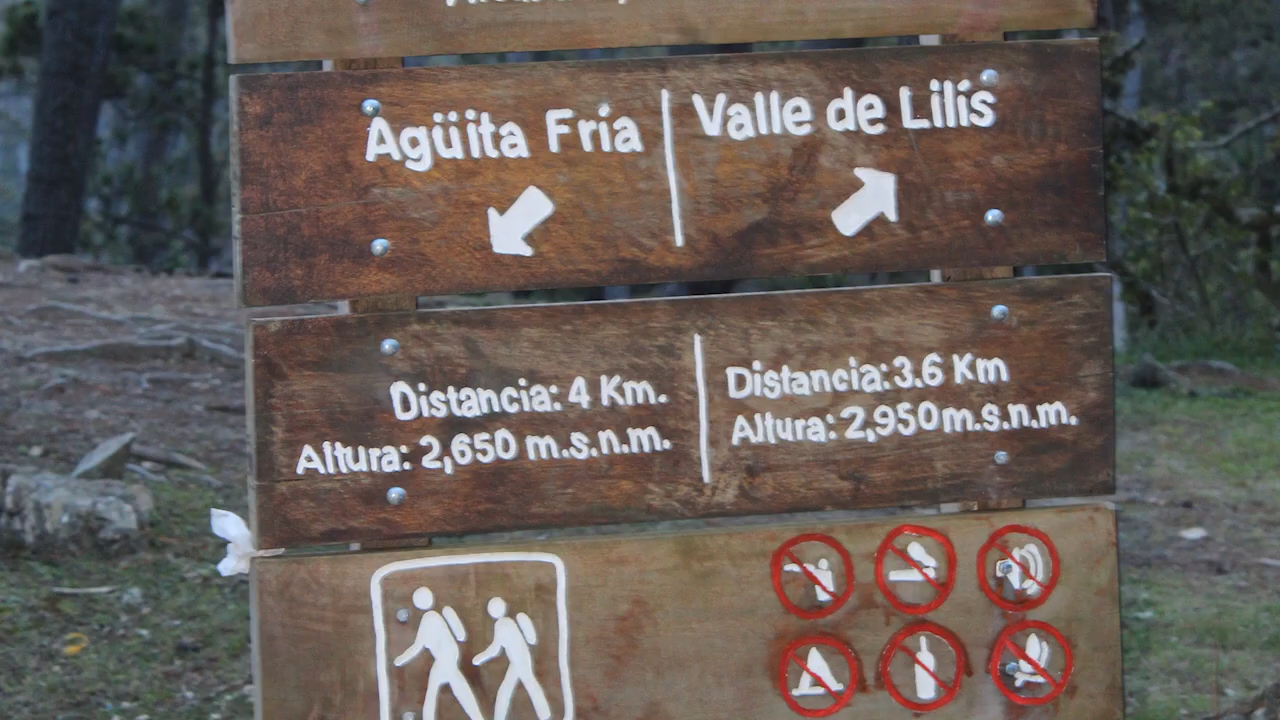 Agüita Fría
Valle de Lilís
Distancia: 4 Km.
Altura: 2,650 m.s.n.m.
Distancia: 3.6 Km
Altura: 2,950 m.s.n.m.